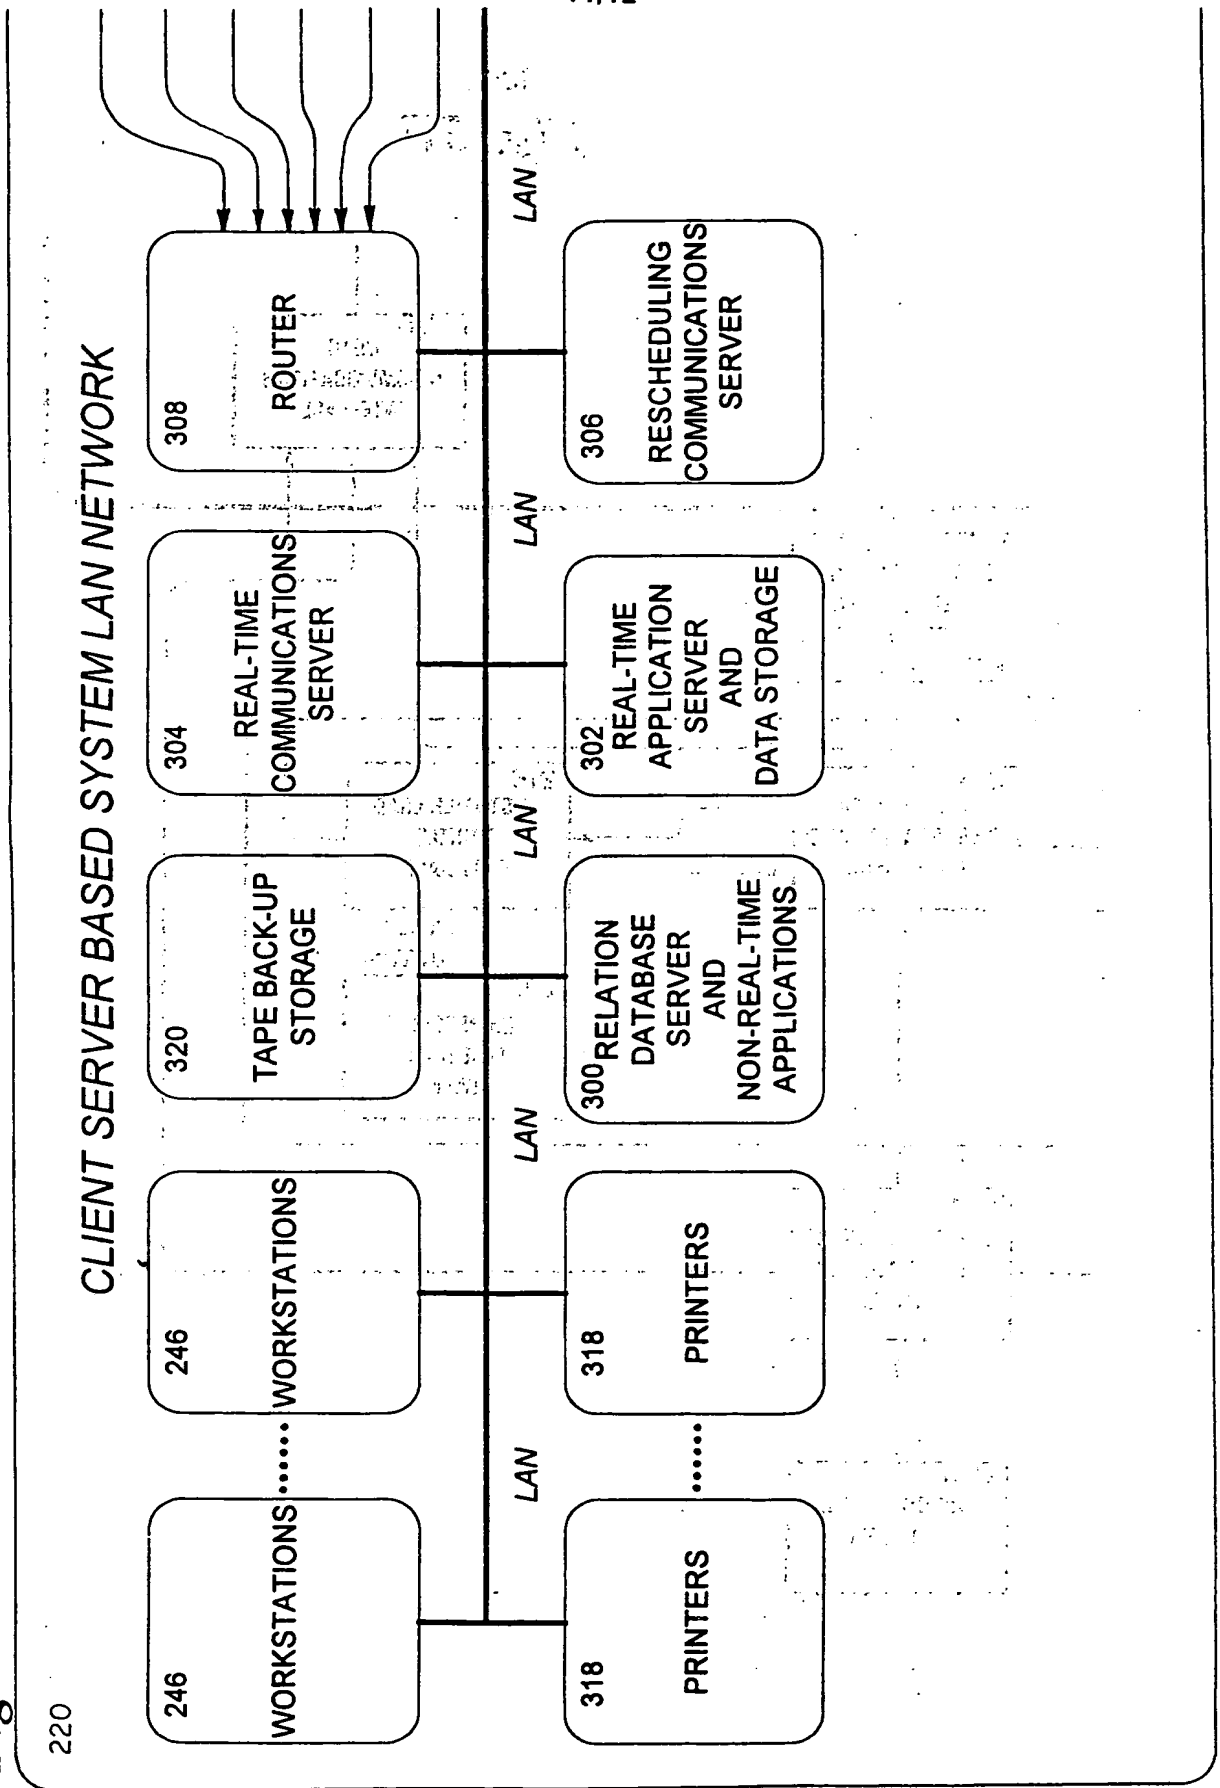 220
CLIENT SERVER BASED SYSTEM LAN NETWORK
246
WORKSTATIONS
......
246
WORKSTATIONS
320
TAPE BACK-UP
STORAGE
304
REAL-TIME
COMMUNICATIONS
SERVER
308
ROUTER
LAN
LAN
LAN
LAN
LAN
318
PRINTERS
......
318
PRINTERS
300 RELATION
DATABASE
SERVER
AND
NON-REAL-TIME
APPLICATIONS
302
REAL-TIME
APPLICATION
SERVER
AND
DATA STORAGE
306
RESCHEDULING
COMMUNICATIONS
SERVER